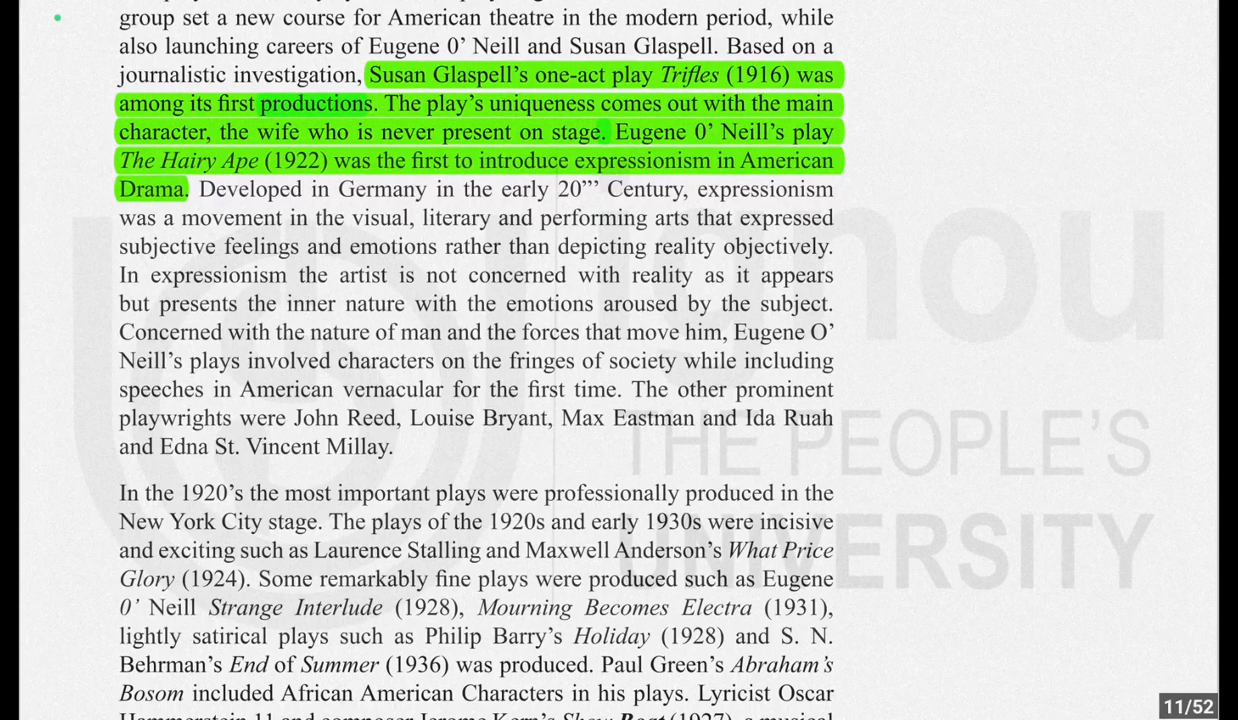 group set a new course for American theatre in the modern period, while
also launching careers of Eugene 0’ Neill and Susan Glaspell. Based on a
journalistic investigation, Susan Glaspell’s one-act play Trifles (1916) was
among its first productions. The play’s uniqueness comes out with the main
character, the wife who is never present on stage. Eugene 0’ Neill’s play
The Hairy Ape (1922) was the first to introduce expressionism in American
Drama. Developed in Germany in the early 20”’ Century, expressionism
was a movement in the visual, literary and performing arts that expressed
subjective feelings and emotions rather than depicting reality objectively.
In expressionism the artist is not concerned with reality as it appears
but presents the inner nature with the emotions aroused by the subject.
Concerned with the nature of man and the forces that move him, Eugene O’
Neill’s plays involved characters on the fringes of society while including
speeches in American vernacular for the first time. The other prominent
playwrights were John Reed, Louise Bryant, Max Eastman and Ida Ruah
and Edna St. Vincent Millay.
In the 1920’s the most important plays were professionally produced in the
New York City stage. The plays of the 1920s and early 1930s were incisive
and exciting such as Laurence Stalling and Maxwell Anderson’s What Price
Glory (1924). Some remarkably fine plays were produced such as Eugene
0’ Neill Strange Interlude (1928), Mourning Becomes Electra (1931),
lightly satirical plays such as Philip Barry’s Holiday (1928) and S. N.
Behrman’s End of Summer (1936) was produced. Paul Green’s Abraham’s
Bosom included African American Characters in his plays. Lyricist Oscar
Hammerstein 11 and composer Jerome Kern’s Show Boat (1927), a musical
ignou
THE PEOPLE’S
UNIVERSITY
11/52